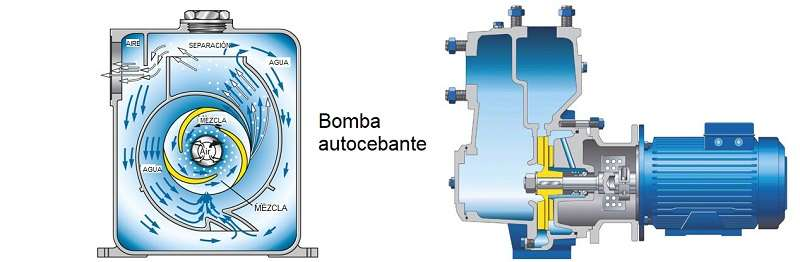 AIRE
SEPARACIÓN
AGUA
MEZCLA
Air
AGUA
MEZCLA
Bomba
autocebante